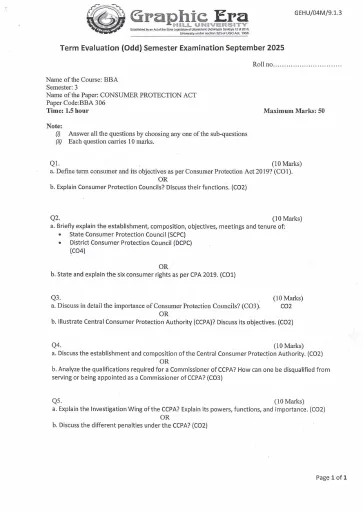 GEHU/04M/9.1.3
Graphic Era
HILL UNIVERSITY
Term Evaluation (Odd) Semester Examination September 2025
Roll no..............................
Name of the Course: BBA
Semester: 3
Name of the Paper: CONSUMER PROTECTION ACT
Paper Code:BBA 306
Time: 1.5 hour Maximum Marks: 50
Note:
(i) Answer all the questions by choosing any one of the sub-questions
(ii) Each question carries 10 marks.
Q1. (10 Marks)
a. Define term consumer and its objectives as per Consumer Protection Act 2019? (CO1).
OR
b. Explain Consumer Protection Councils? Discuss their functions. (CO2)
Q2. (10 Marks)
a. Briefly explain the establishment, composition, objectives, meetings and tenure of:
• State Consumer Protection Council (SCPC)
• District Consumer Protection Council (DCPC)
(CO4)
OR
b. State and explain the six consumer rights as per CPA 2019. (CO1)
Q3. (10 Marks)
a. Discuss in detail the importance of Consumer Protection Councils? (CO3). CO2
OR
b. Illustrate Central Consumer Protection Authority (CCPA)? Discuss its objectives. (CO2)
Q4. (10 Marks)
a. Discuss the establishment and composition of the Central Consumer Protection Authority. (CO2)
OR
b. Analyze the qualifications required for a Commissioner of CCPA? How can one be disqualified from
serving or being appointed as a Commissioner of CCPA? (CO3)
Q5. (10 Marks)
a. Explain the Investigation Wing of the CCPA? Explain its powers, functions, and importance. (CO2)
OR
b. Discuss the different penalties under the CCPA? (CO2)
Page 1 of 1